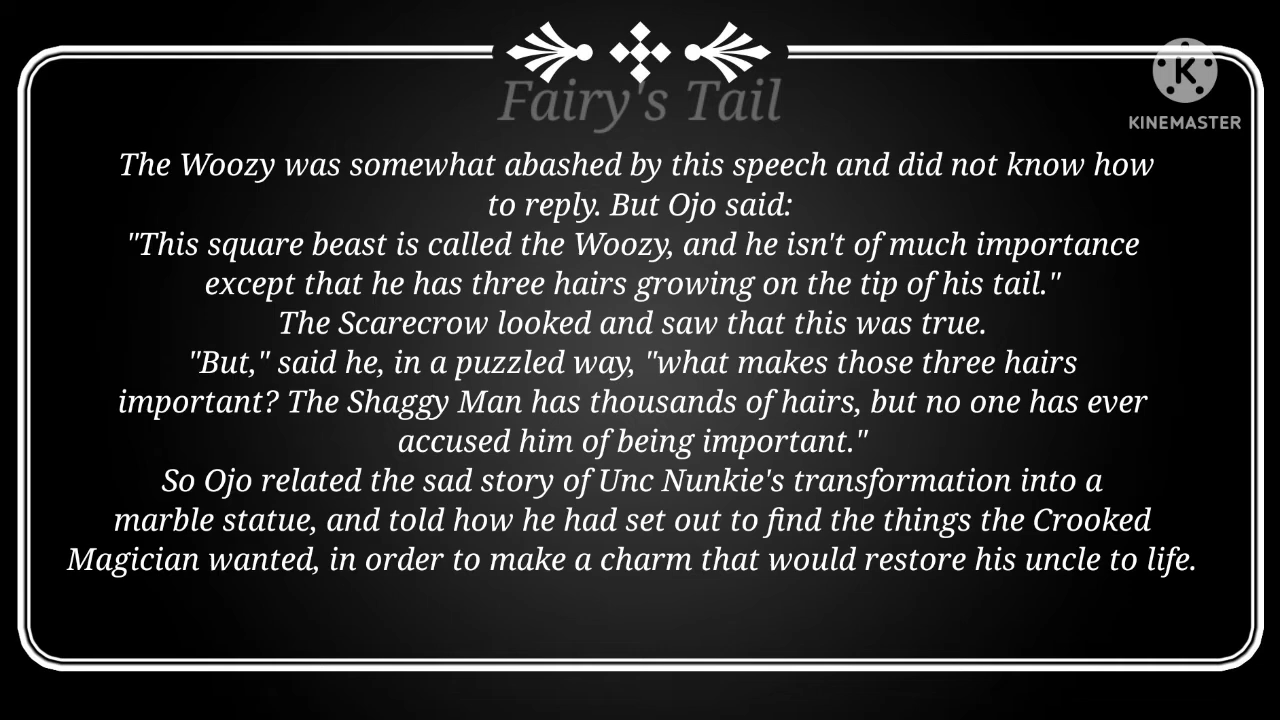 Fairy's Tail
KINEMASTER
The Woozy was somewhat abashed by this speech and did not know how
to reply. But Ojo said:
"This square beast is called the Woozy, and he isn't of much importance
except that he has three hairs growing on the tip of his tail."
The Scarecrow looked and saw that this was true.
"But," said he, in a puzzled way, "what makes those three hairs
important? The Shaggy Man has thousands of hairs, but no one has ever
accused him of being important."
So Ojo related the sad story of Unc Nunkie's transformation into a
marble statue, and told how he had set out to find the things the Crooked
Magician wanted, in order to make a charm that would restore his uncle to life.